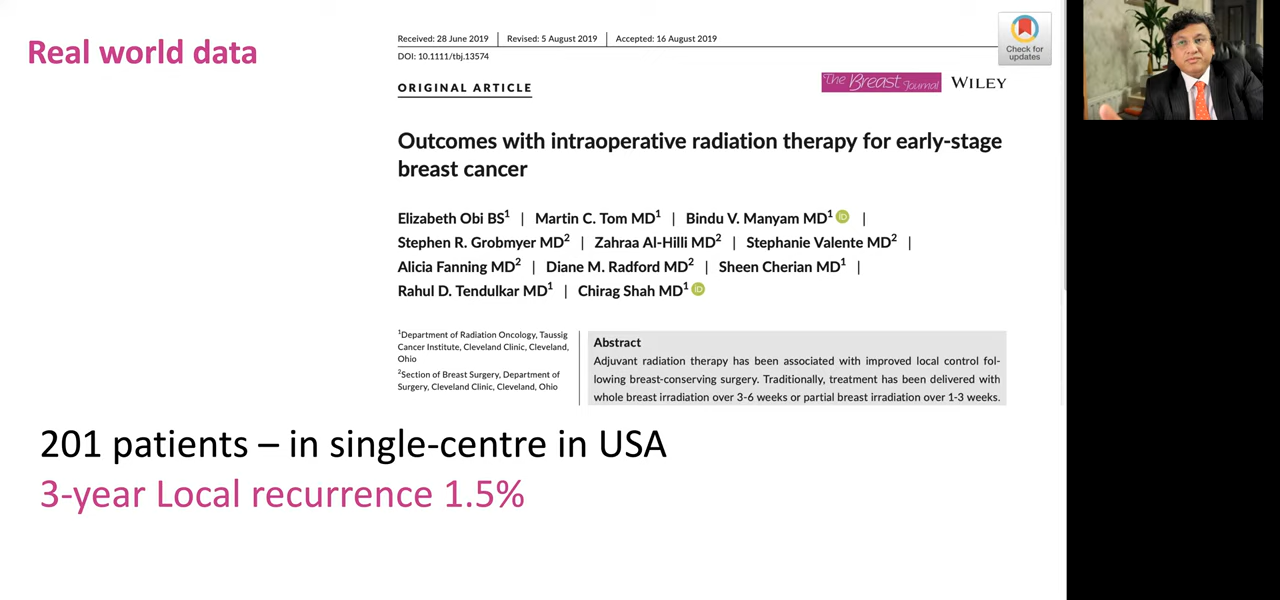 Real world data
Received: 28 June 2019 | Revised: 5 August 2019 | Accepted: 16 August 2019
DOI: 10.1111/tbj.13574
Check for
updates
ORIGINAL ARTICLE
The Breast Journal WILEY
Outcomes with intraoperative radiation therapy for early-stage
breast cancer
Elizabeth Obi BS1 | Martin C. Tom MD1 | Bindu V. Manyam MD1 iD |
Stephen R. Grobmyer MD2 | Zahraa Al-Hilli MD2 | Stephanie Valente MD2 |
Alicia Fanning MD2 | Diane M. Radford MD2 | Sheen Cherian MD1 |
Rahul D. Tendulkar MD1 | Chirag Shah MD1 iD
1Department of Radiation Oncology, Taussig
Cancer Institute, Cleveland Clinic, Cleveland,
Ohio
2Section of Breast Surgery, Department of
Surgery, Cleveland Clinic, Cleveland, Ohio
Abstract
Adjuvant radiation therapy has been associated with improved local control fol-
lowing breast-conserving surgery. Traditionally, treatment has been delivered with
whole breast irradiation over 3-6 weeks or partial breast irradiation over 1-3 weeks.
201 patients – in single-centre in USA
3-year Local recurrence 1.5%